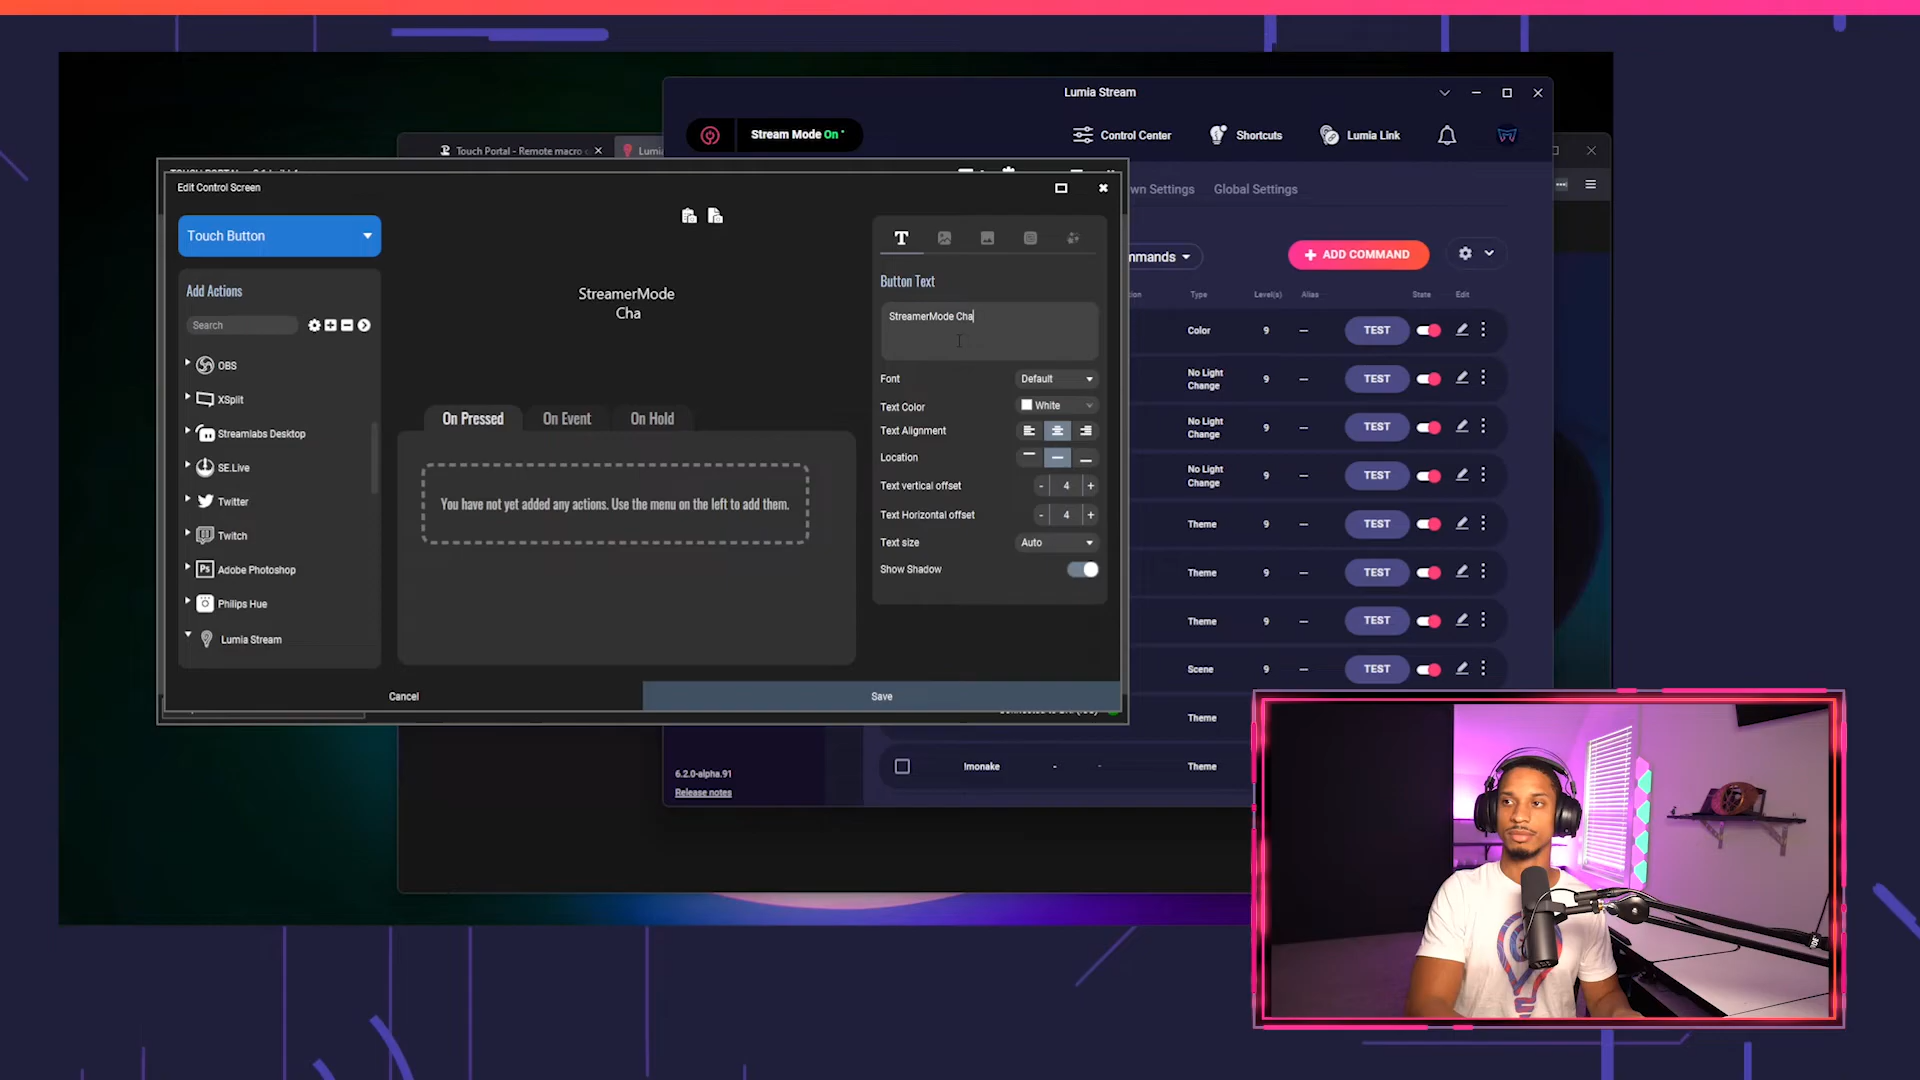 Lumia Stream
Stream Mode On
Control Center
Shortcuts
Lumia Link
Touch Portal - Remote macro
Lumi
Edit Control Screen
wn Settings
Global Settings
Touch Button
mmands
ADD COMMAND
Add Actions
Search
OBS
XSplit
Streamlabs Desktop
SE.Live
Twitter
Twitch
Ps
Adobe Photoshop
Philips Hue
Lumia Stream
StreamerMode
Cha
On Pressed
On Event
On Hold
You have not yet added any actions. Use the menu on the left to add them.
Button Text
StreamerMode Cha
Font
Default
Text Color
White
Text Alignment
Location
Text vertical offset
- 4 +
Text Horizontal offset
- 4 +
Text size
Auto
Show Shadow
Cancel
Save
ion
Type
Level(s)
Alias
State
Edit
Color
9
—
TEST
No Light
Change
9
—
TEST
No Light
Change
9
—
TEST
No Light
Change
9
—
TEST
Theme
9
—
TEST
Theme
9
—
TEST
Theme
9
—
TEST
Scene
9
—
TEST
Theme
!monake
-
-
Theme
6.2.0-alpha.91
Release notes